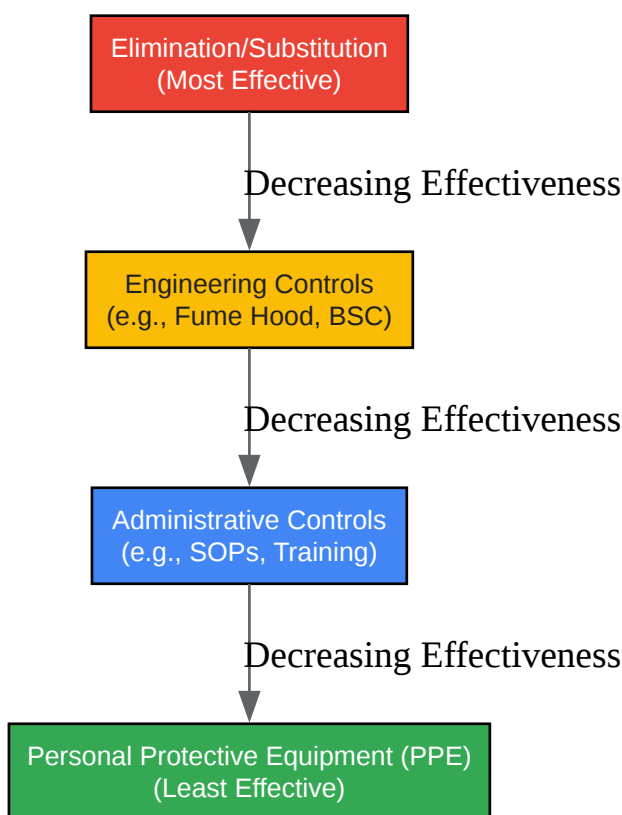 Elimination/Substitution
(Most Effective)
Decreasing Effectiveness
Engineering Controls
(e.g., Fume Hood, BSC)
Decreasing Effectiveness
Administrative Controls
(e.g., SOPs, Training)
Decreasing Effectiveness
Personal Protective Equipment (PPE)
(Least Effective)